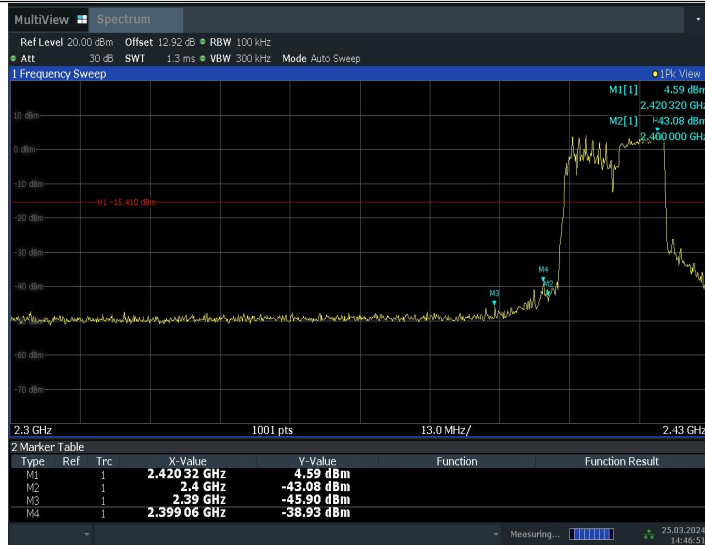 MultiView Spectrum
Ref Level 20.00 dBm Offset 12.92 dB RBW 100 kHz
Att 30 dB SWT 1.3 ms VBW 300 kHz Mode Auto Sweep
1 Frequency Sweep 1Pk View
M1[1] 4.59 dBm
2.420 320 GHz
10 dBm
M2[1] -43.08 dBm
2.400 000 GHz
0 dBm
-10 dBm
H1 -15.410 dBm
-20 dBm
-30 dBm
M4
-40 dBm
M2
M3
-60 dBm
-70 dBm
2.3 GHz 1001 pts 13.0 MHz/ 2.43 GHz
2 Marker Table
Type Ref Trc X-Value Y-Value Function Function Result
M1 1 2.420 32 GHz 4.59 dBm
M2 1 2.4 GHz -43.08 dBm
M3 1 2.39 GHz -45.90 dBm
M4 1 2.399 06 GHz -38.93 dBm
Measuring... 25.03.2024
14:46:51